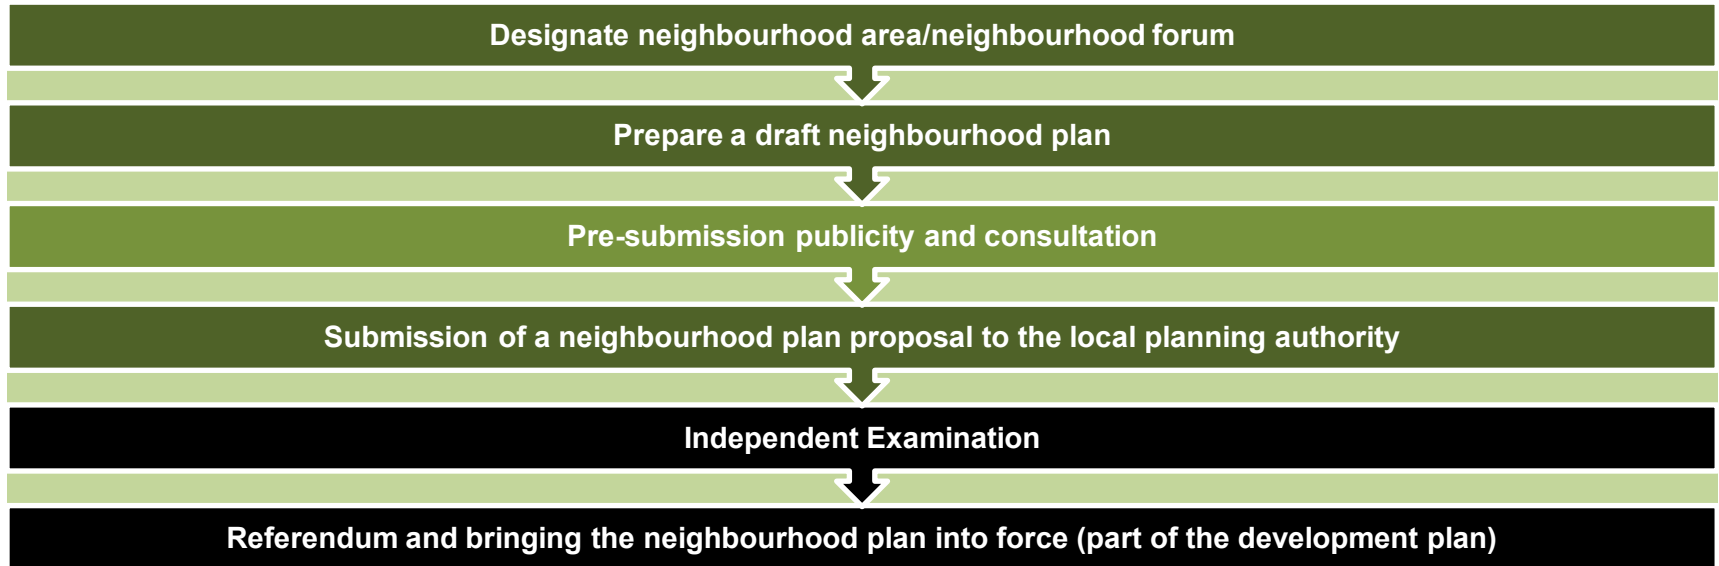 Designate neighbourhood area/neighbourhood forum
Prepare a draft neighbourhood plan
Pre-submission publicity and consultation
Submission of a neighbourhood plan proposal to the local planning authority
Independent Examination
Referendum and bringing the neighbourhood plan into force (part of the development plan)